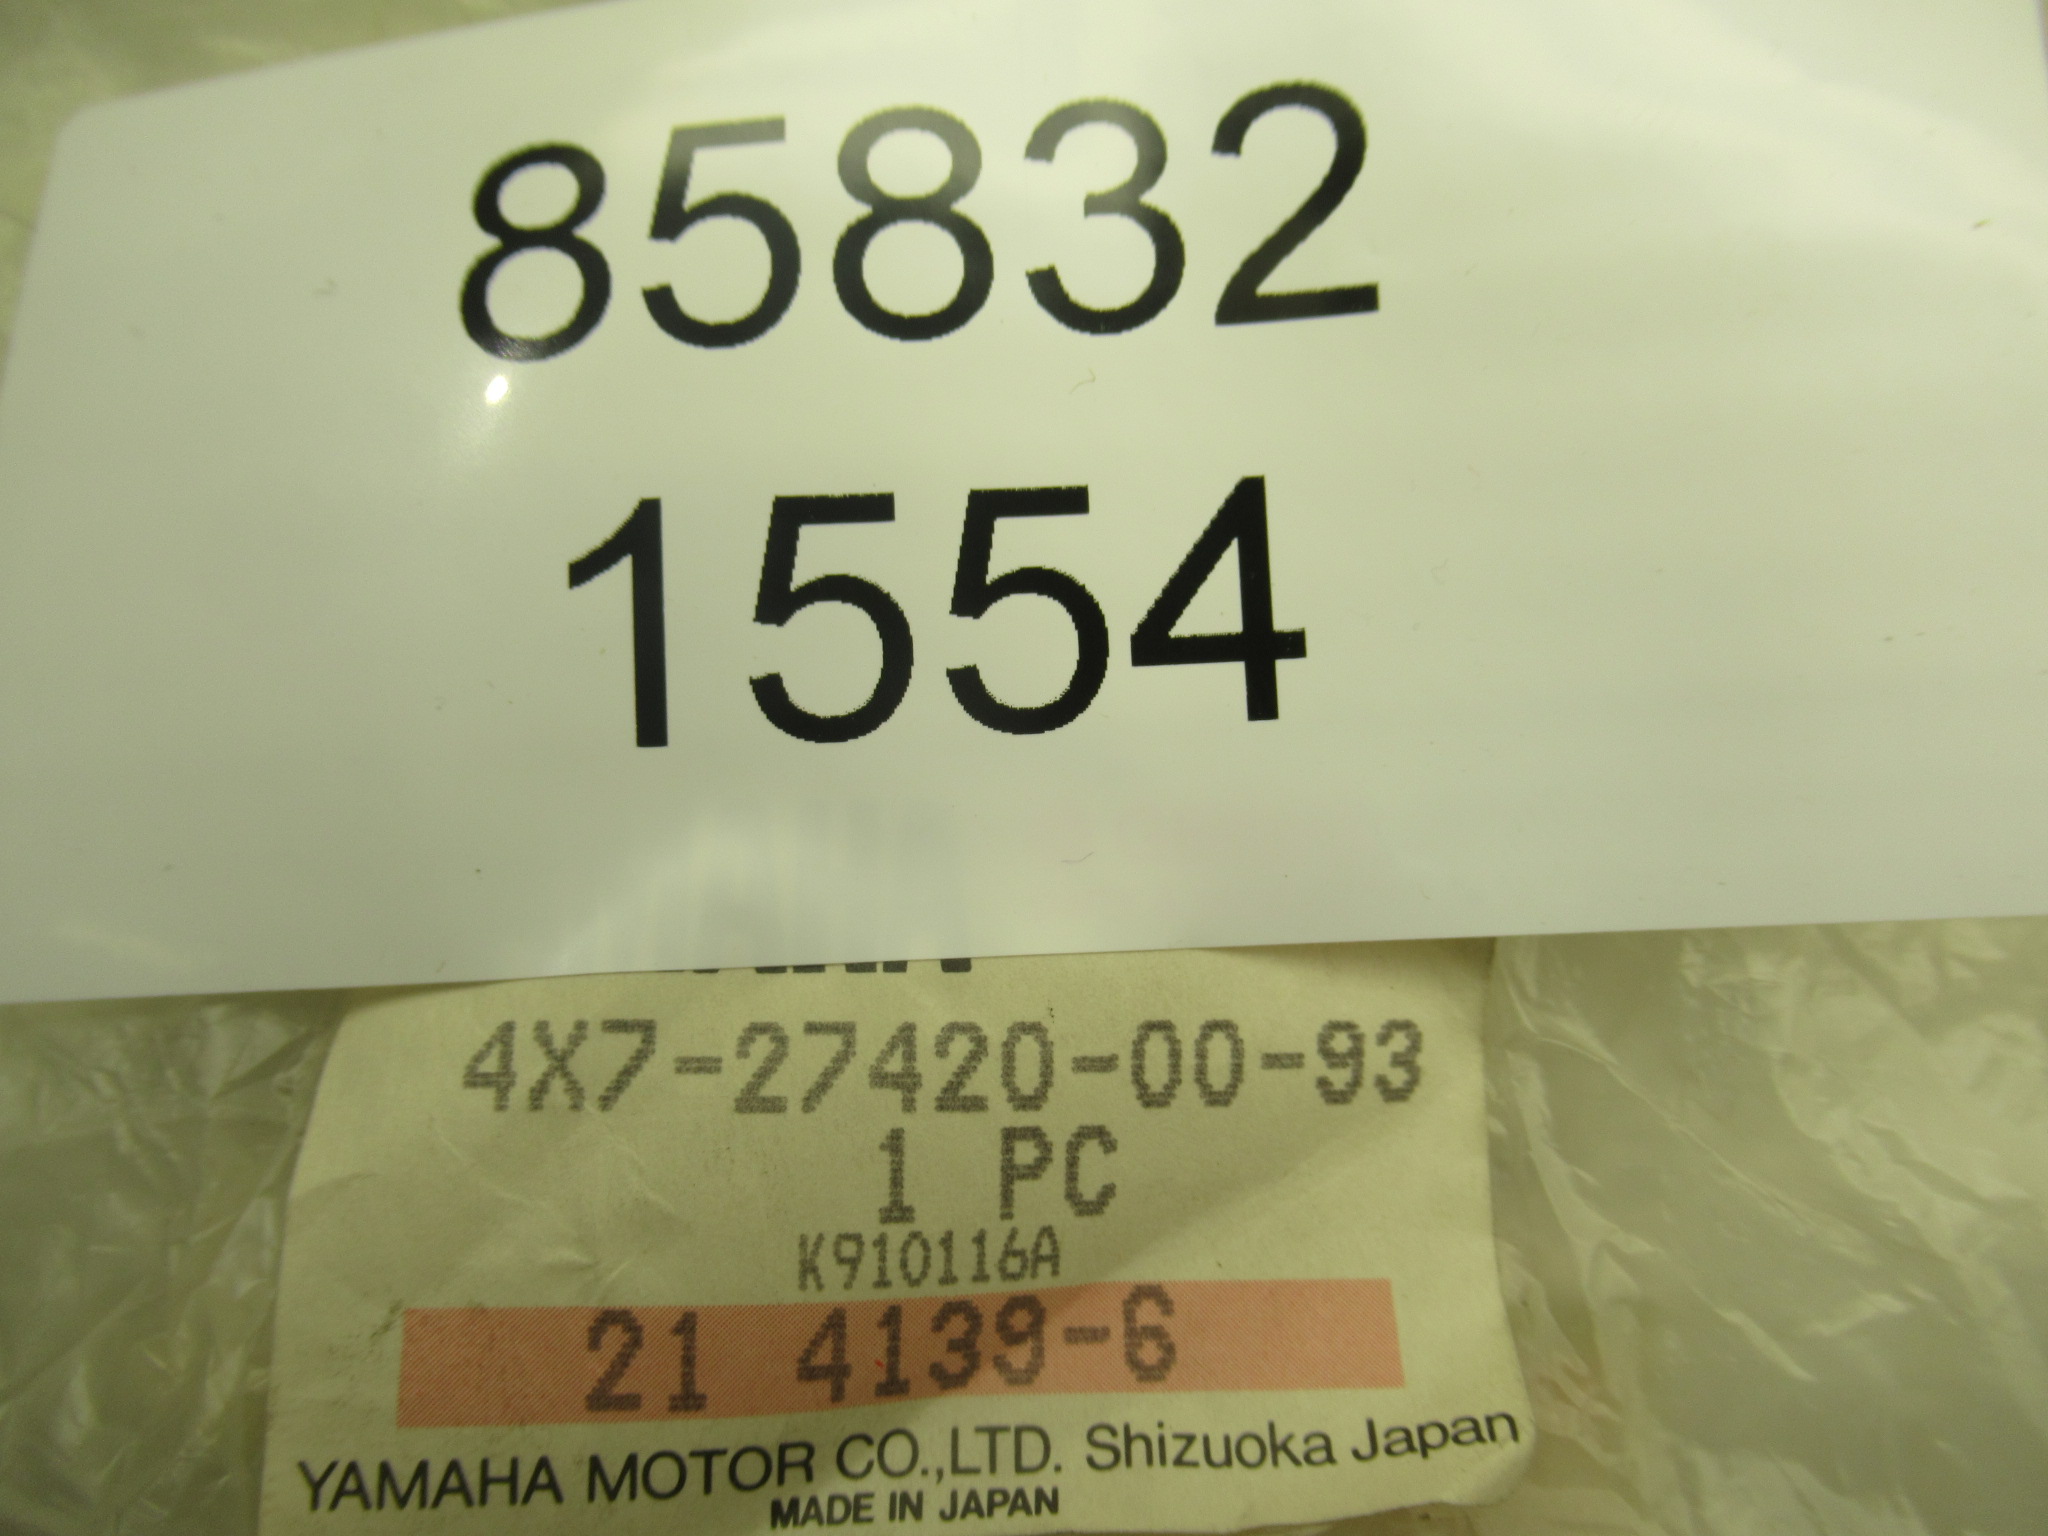 85832
1554
4X7-27420-00-93
1 PC
K910116A
21 4139-6
YAMAHA MOTOR CO.,LTD. Shizuoka Japan
MADE IN JAPAN